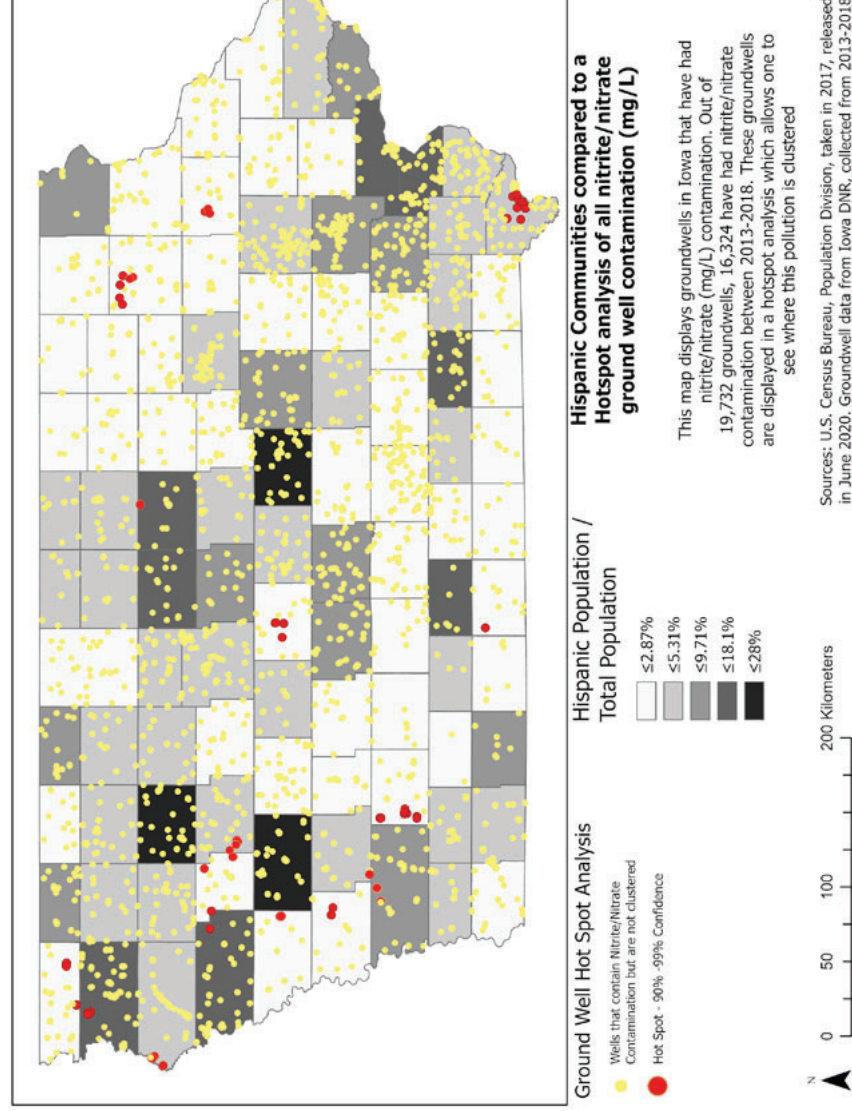 Hispanic Communities compared to a
Hotspot analysis of all nitrite/nitrate
ground well contamination (mg/L)
This map displays groundwells in Iowa that have had
nitrite/nitrate (mg/L) contamination. Out of
19,732 groundwells, 16,324 have had nitrite/nitrate
contamination between 2013-2018. These groundwells
are displayed in a hotspot analysis which allows one to
see where this pollution is clustered
Sources: U.S. Census Bureau, Population Division, taken in 2017, released
in June 2020. Groundwell data from Iowa DNR, collected from 2013-2018
Hispanic Population /
Total Population
≤2.87%
≤5.31%
≤9.71%
≤18.1%
≤28%
Ground Well Hot Spot Analysis
Wells that contain Nitrite/Nitrate
Contamination but are not clustered
Hot Spot - 90% -99% Confidence
0 50 100 200 Kilometers
N